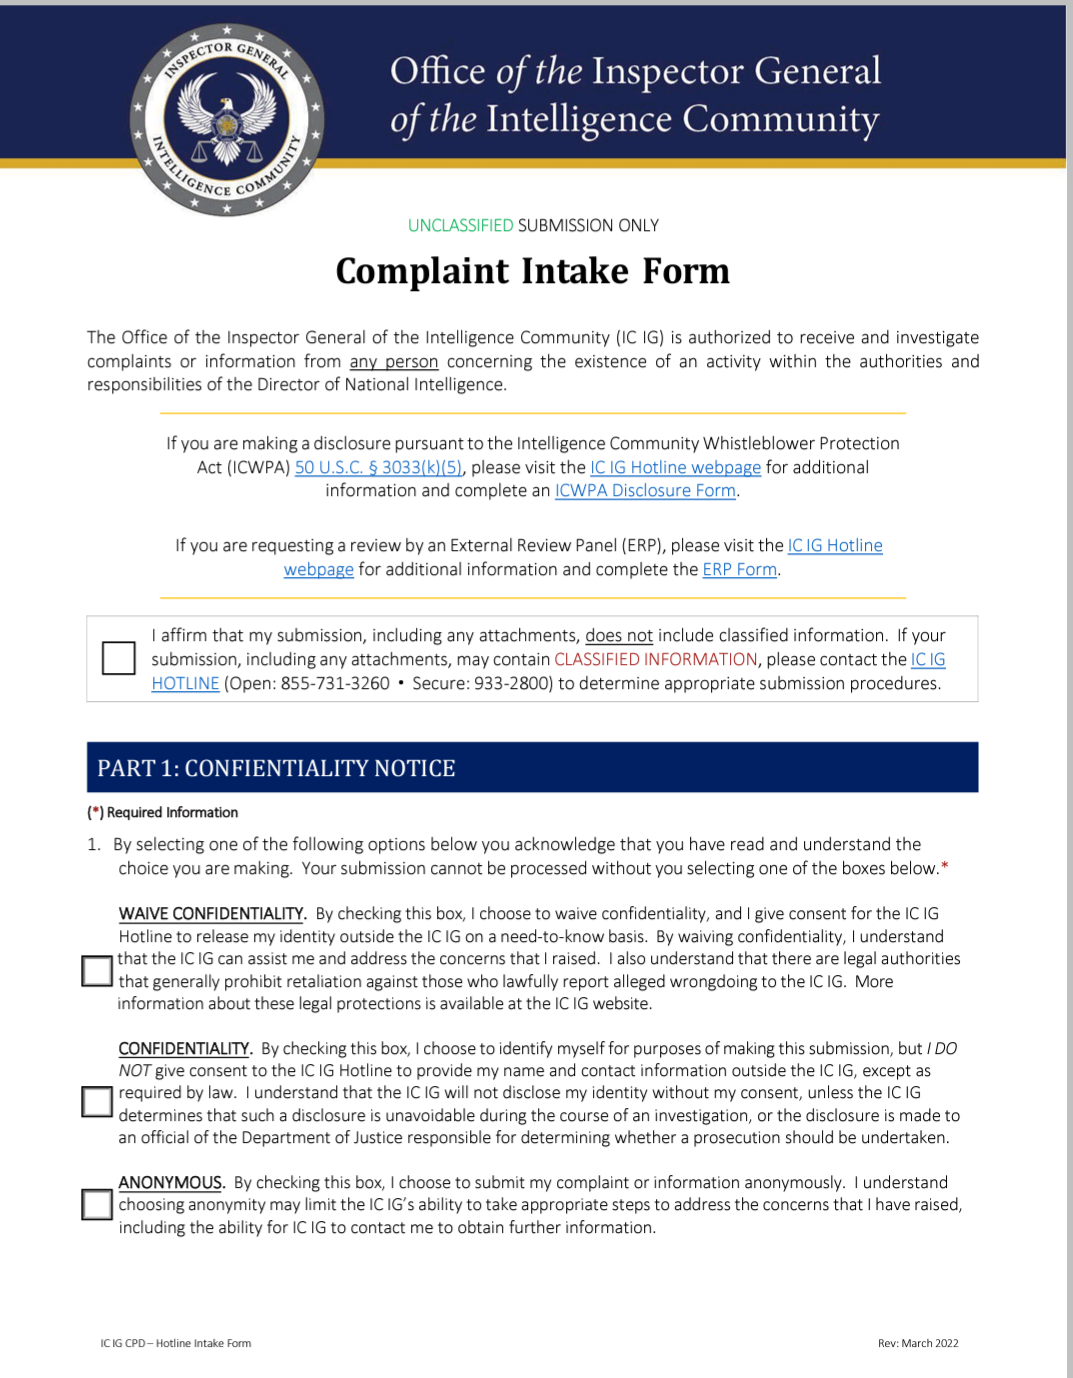 INSPECTOR GENERAL
INTELLIGENCE COMMUNITY
Office of the Inspector General
of the Intelligence Community
UNCLASSIFIED SUBMISSION ONLY
Complaint Intake Form
The Office of the Inspector General of the Intelligence Community (IC IG) is authorized to receive and investigate
complaints or information from any person concerning the existence of an activity within the authorities and
responsibilities of the Director of National Intelligence.
If you are making a disclosure pursuant to the Intelligence Community Whistleblower Protection
Act (ICWPA) 50 U.S.C. § 3033(k)(5), please visit the IC IG Hotline webpage for additional
information and complete an ICWPA Disclosure Form.
If you are requesting a review by an External Review Panel (ERP), please visit the IC IG Hotline
webpage for additional information and complete the ERP Form.
I affirm that my submission, including any attachments, does not include classified information. If your
submission, including any attachments, may contain CLASSIFIED INFORMATION, please contact the IC IG
HOTLINE (Open: 855-731-3260 • Secure: 933-2800) to determine appropriate submission procedures.
PART 1: CONFIENTIALITY NOTICE
(*) Required Information
1. By selecting one of the following options below you acknowledge that you have read and understand the
choice you are making. Your submission cannot be processed without you selecting one of the boxes below.*
WAIVE CONFIDENTIALITY. By checking this box, I choose to waive confidentiality, and I give consent for the IC IG
Hotline to release my identity outside the IC IG on a need-to-know basis. By waiving confidentiality, I understand
that the IC IG can assist me and address the concerns that I raised. I also understand that there are legal authorities
that generally prohibit retaliation against those who lawfully report alleged wrongdoing to the IC IG. More
information about these legal protections is available at the IC IG website.
CONFIDENTIALITY. By checking this box, I choose to identify myself for purposes of making this submission, but I DO
NOT give consent to the IC IG Hotline to provide my name and contact information outside the IC IG, except as
required by law. I understand that the IC IG will not disclose my identity without my consent, unless the IC IG
determines that such a disclosure is unavoidable during the course of an investigation, or the disclosure is made to
an official of the Department of Justice responsible for determining whether a prosecution should be undertaken.
ANONYMOUS. By checking this box, I choose to submit my complaint or information anonymously. I understand
choosing anonymity may limit the IC IG's ability to take appropriate steps to address the concerns that I have raised,
including the ability for IC IG to contact me to obtain further information.
IC IG CPD – Hotline Intake Form
Rev: March 2022